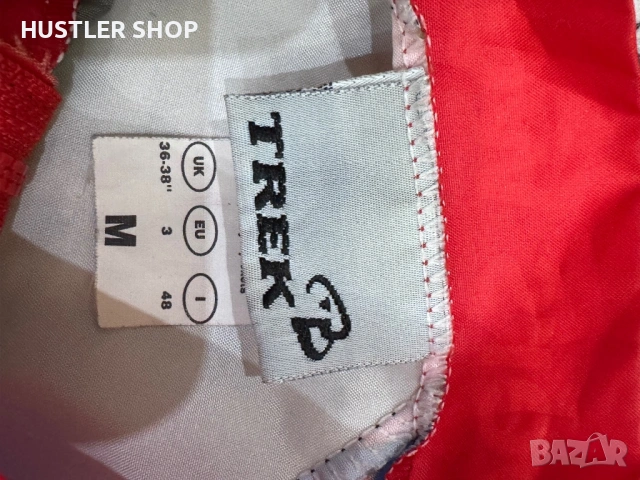 HUSTLER SHOP
TREK
B
UK EU I
36-38" 3 48
M
BAZAR